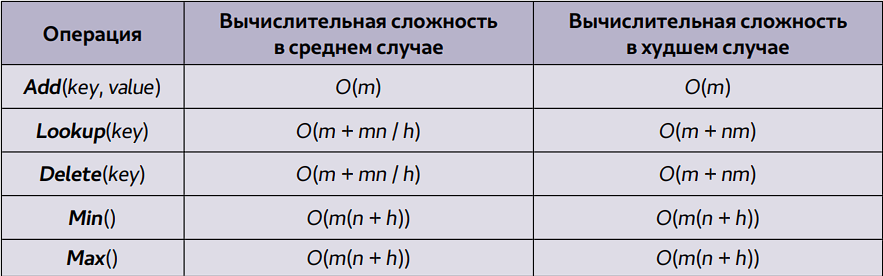 Операция Вычислительная сложность в среднем случае Вычислительная сложность в худшем случае
Add(key, value) O(m) O(m)
Lookup(key) O(m + mn / h) O(m + nm)
Delete(key) O(m + mn / h) O(m + nm)
Min() O(m(n + h)) O(m(n + h))
Max() O(m(n + h)) O(m(n + h))